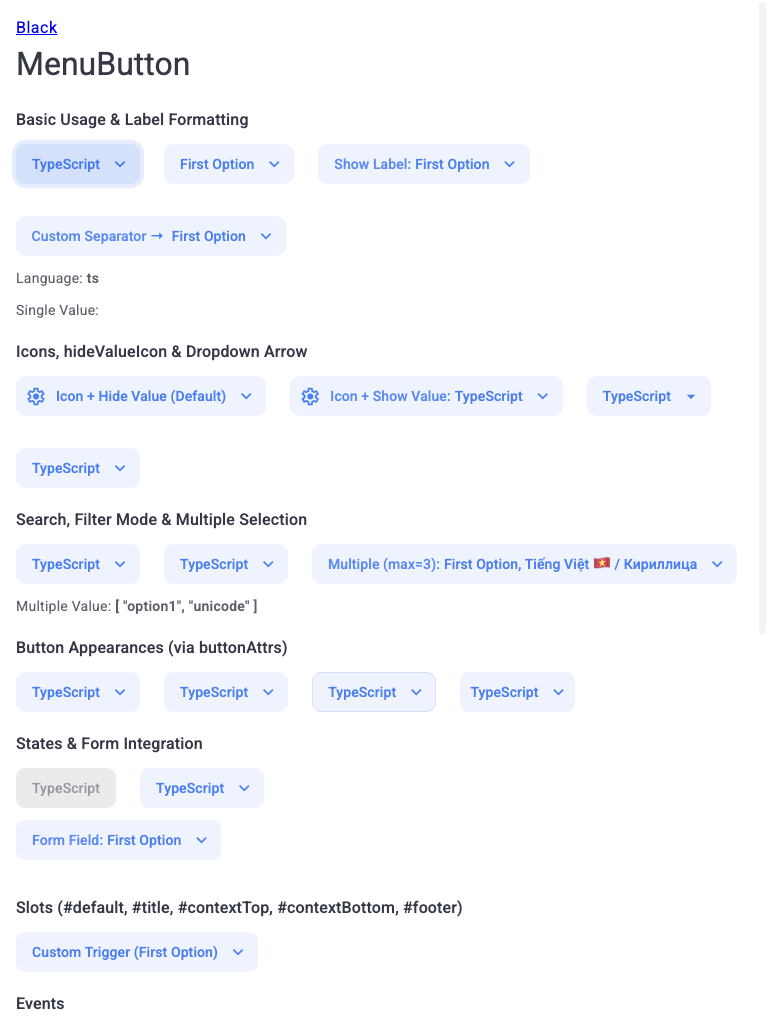 Black
MenuButton
Basic Usage & Label Formatting
TypeScript
First Option
Show Label: First Option
Custom Separator → First Option
Language: ts
Single Value:
Icons, hideValueIcon & Dropdown Arrow
Icon + Hide Value (Default)
Icon + Show Value: TypeScript
TypeScript
TypeScript
Search, Filter Mode & Multiple Selection
TypeScript
TypeScript
Multiple (max=3): First Option, Tiếng Việt 🇻🇳 / Кириллица
Multiple Value: [ "option1", "unicode" ]
Button Appearances (via buttonAttrs)
TypeScript
TypeScript
TypeScript
TypeScript
States & Form Integration
TypeScript
TypeScript
Form Field: First Option
Slots (#default, #title, #contextTop, #contextBottom, #footer)
Custom Trigger (First Option)
Events